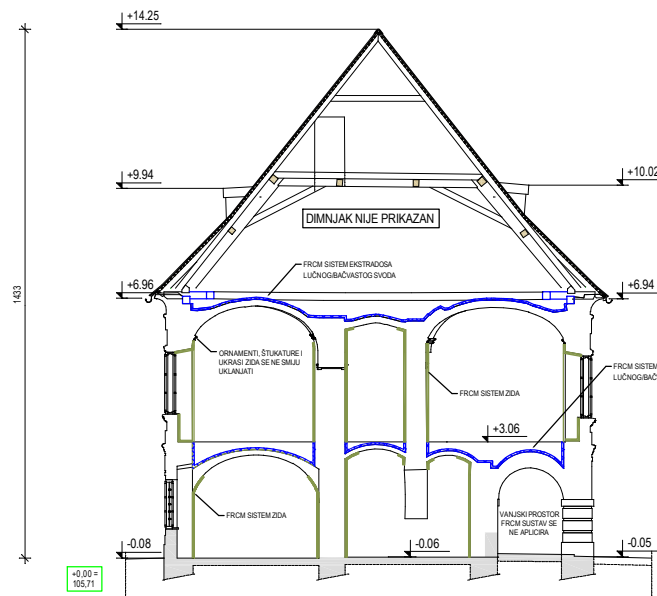 +14.25
+9.94
+10.02
DIMNJAK NIJE PRIKAZAN
FRCM SISTEM EKSTRADOSA
LUČNOG/BAČVASTOG SVODA
+6.96
+6.94
1433
ORNAMENTI, ŠTUKATURE I
UKRASI ZIDA SE NE SMIJU
UKLANJATI
FRCM SISTEM
LUČNOG/BAČ
FRCM SISTEM ZIDA
+3.06
FRCM SISTEM ZIDA
VANJSKI PROSTOR
FRCM SUSTAV SE
NE APLICIRA
-0.08
-0.06
-0.05
+0,00 =
105,71